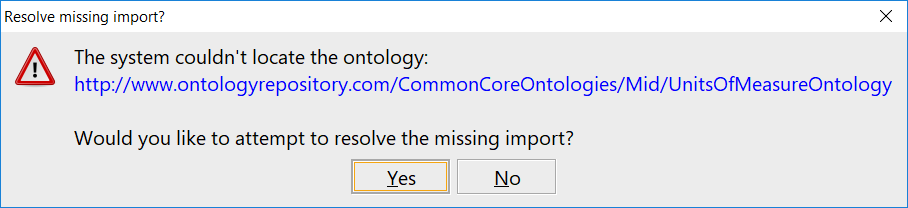 Resolve missing import?
The system couldn't locate the ontology:
http://www.ontologyrepository.com/CommonCoreOntologies/Mid/UnitsOfMeasureOntology
Would you like to attempt to resolve the missing import?
Yes No